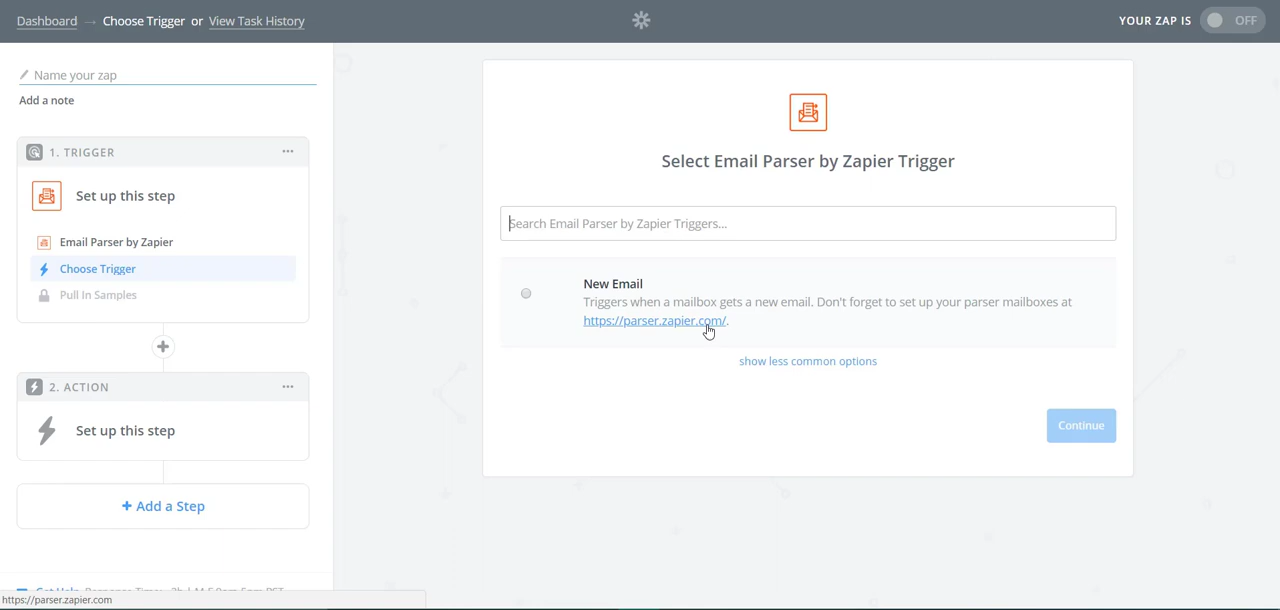 Dashboard → Choose Trigger or View Task History
YOUR ZAP IS OFF
Name your zap
Add a note
1. TRIGGER
Set up this step
Email Parser by Zapier
Choose Trigger
Pull In Samples
2. ACTION
Set up this step
+ Add a Step
Get Help
https://parser.zapier.com
Select Email Parser by Zapier Trigger
Search Email Parser by Zapier Triggers...
New Email
Triggers when a mailbox gets a new email. Don't forget to set up your parser mailboxes at
https://parser.zapier.com/.
show less common options
Continue